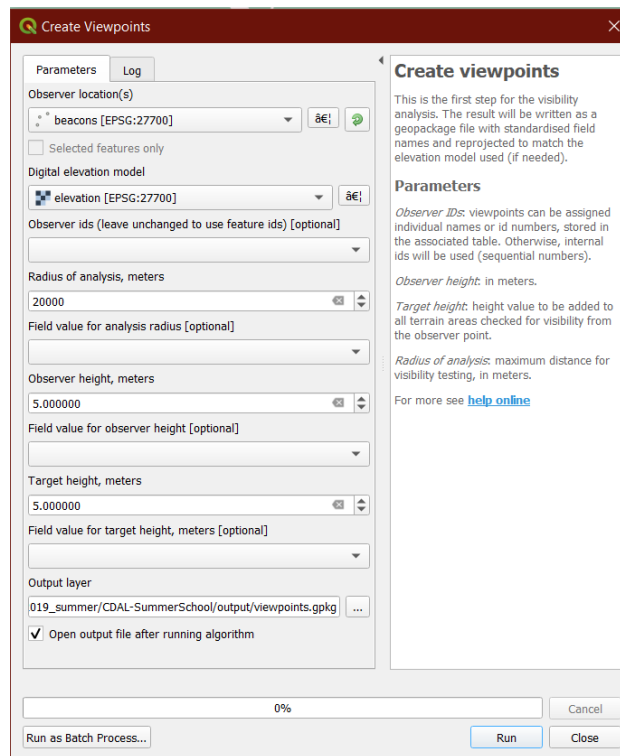 Create Viewpoints
Parameters
Log
Observer location(s)
beacons [EPSG:27700]
â€¦
Selected features only
Digital elevation model
elevation [EPSG:27700]
â€¦
Observer ids (leave unchanged to use feature ids) [optional]
Radius of analysis, meters
20000
Field value for analysis radius [optional]
Observer height, meters
5.000000
Field value for observer height [optional]
Target height, meters
5.000000
Field value for target height, meters [optional]
Output layer
019_summer/CDAL-SummerSchool/output/viewpoints.gpkg
...
Open output file after running algorithm
Create viewpoints
This is the first step for the visibility
analysis. The result will be written as a
geopackage file with standardised field
names and reprojected to match the
elevation model used (if needed).
Parameters
Observer IDs: viewpoints can be assigned
individual names or id numbers, stored in
the associated table. Otherwise, internal
ids will be used (sequential numbers).
Observer height: in meters.
Target height: height value to be added to
all terrain areas checked for visibility from
the observer point.
Radius of analysis: maximum distance for
visibility testing, in meters.
For more see help online
0%
Cancel
Run as Batch Process...
Run
Close